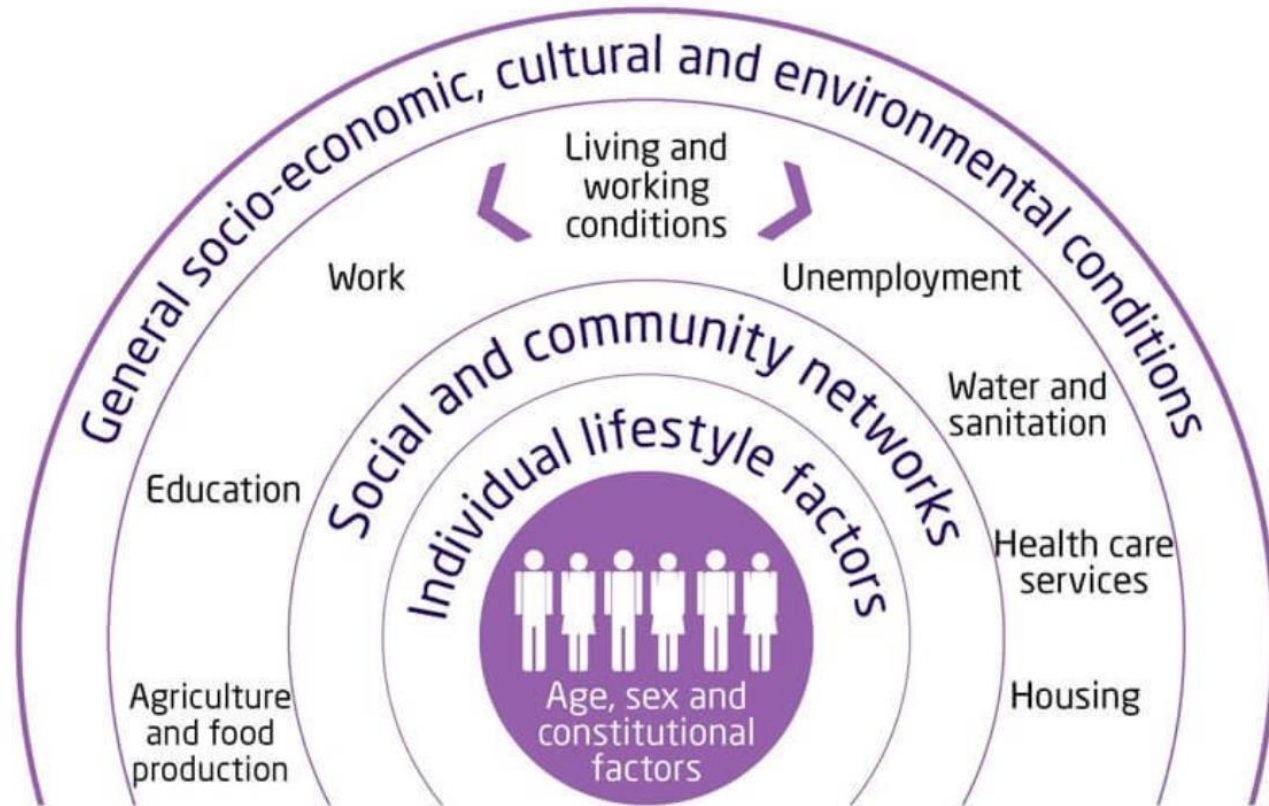 General socio-economic, cultural and environmental conditions
Living and
working
conditions
Work
Unemployment
Social and community networks
Water and
sanitation
Individual lifestyle factors
Education
Health care
services
Agriculture
and food
production
Housing
Age, sex and
constitutional
factors